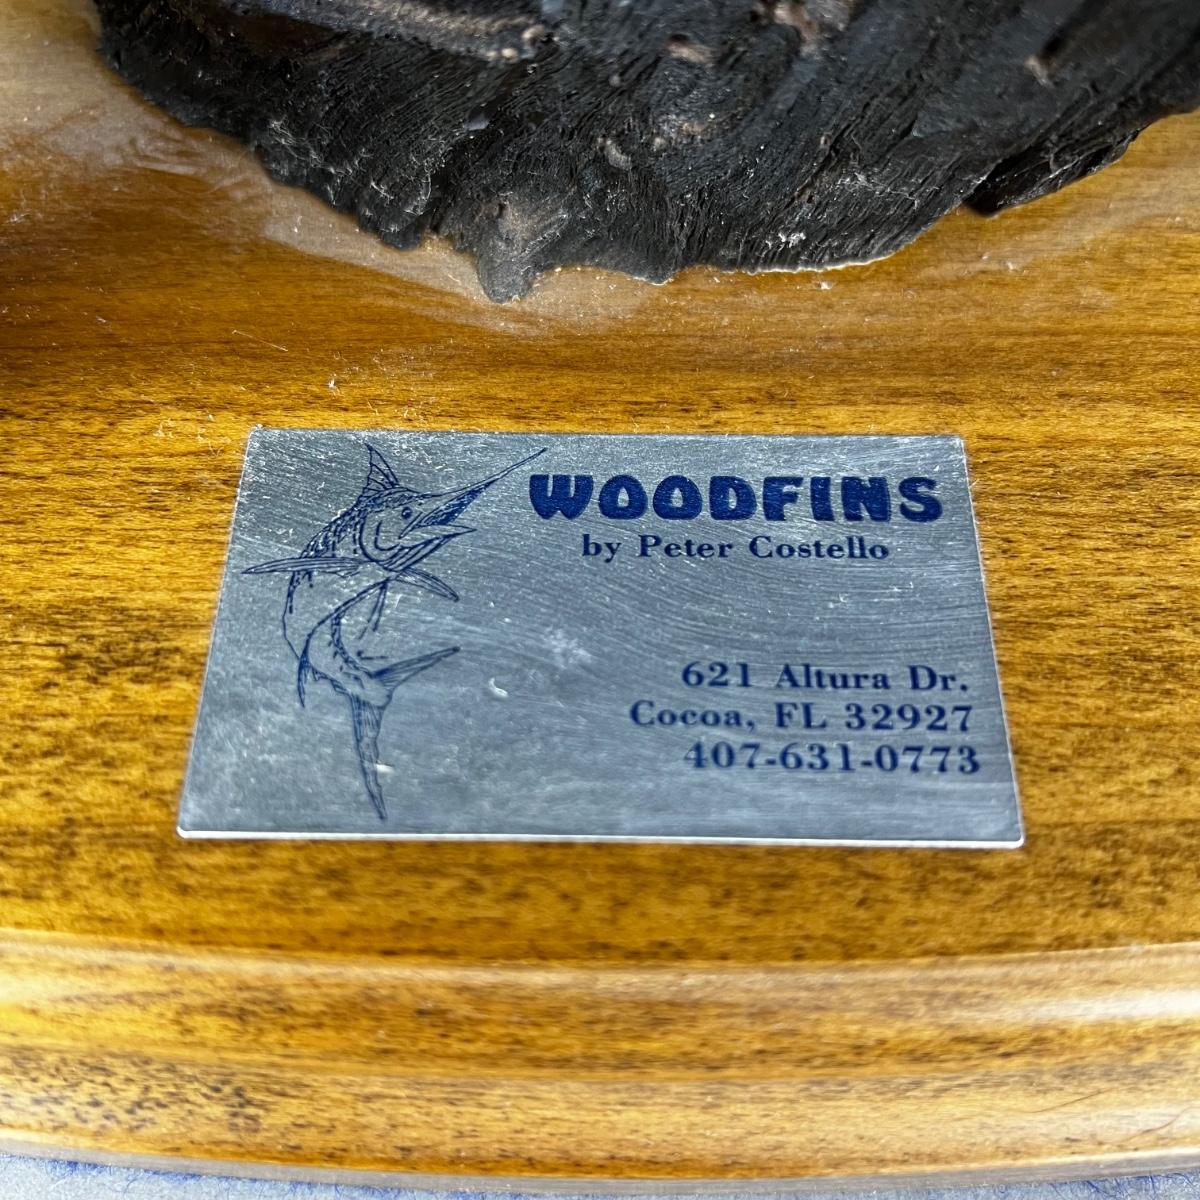 WOODFINS
by Peter Costello
621 Altura Dr.
Cocoa, FL 32927
407-631-0773